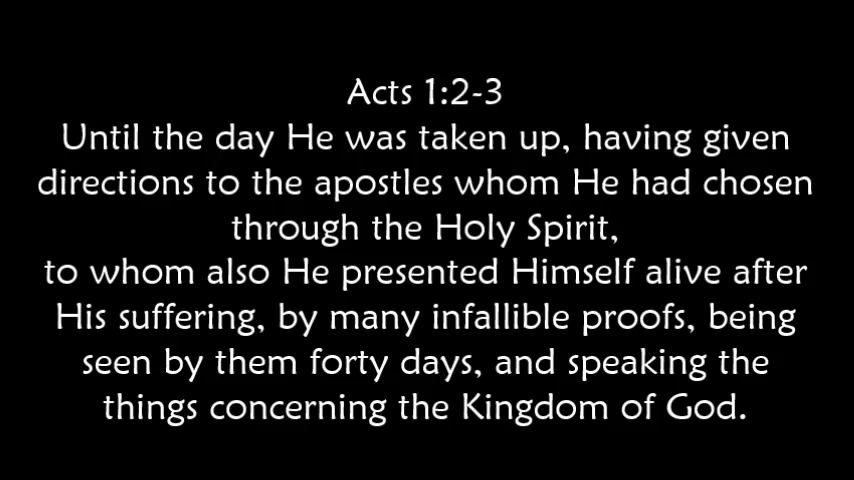 Acts 1:2-3
Until the day He was taken up, having given
directions to the apostles whom He had chosen
through the Holy Spirit,
to whom also He presented Himself alive after
His suffering, by many infallible proofs, being
seen by them forty days, and speaking the
things concerning the Kingdom of God.